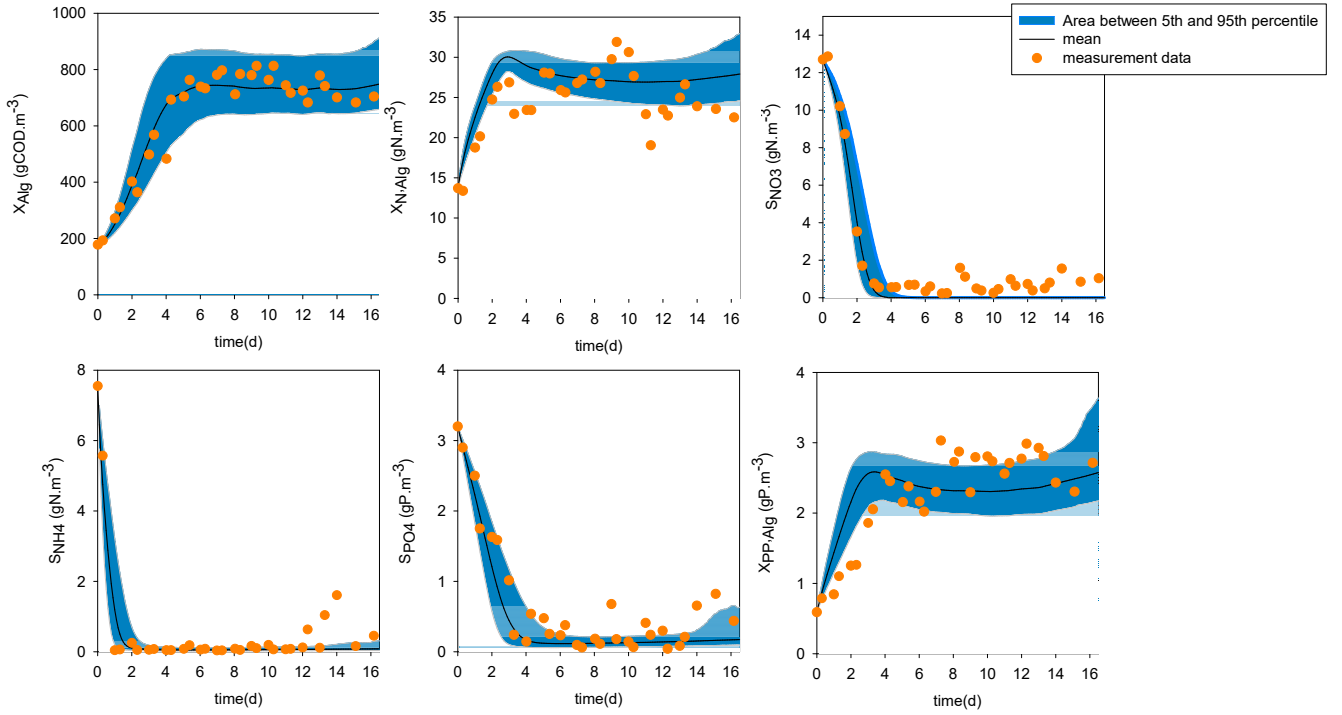 Area between 5th and 95th percentile
mean
measurement data
X_Alg (gCOD.m^-3)
1000
800
600
400
200
0
0 2 4 6 8 10 12 14 16
time(d)
X_N,Alg (gN.m^-3)
35
30
25
20
15
10
5
0
0 2 4 6 8 10 12 14 16
time(d)
S_NO3 (gN.m^-3)
14
12
10
8
6
4
2
0
0 2 4 6 8 10 12 14 16
time(d)
S_NH4 (gN.m^-3)
8
6
4
2
0
0 2 4 6 8 10 12 14 16
time(d)
S_PO4 (gP.m^-3)
4
3
2
1
0
0 2 4 6 8 10 12 14 16
time(d)
X_PP,Alg (gP.m^-3)
4
3
2
1
0
0 2 4 6 8 10 12 14 16
time(d)